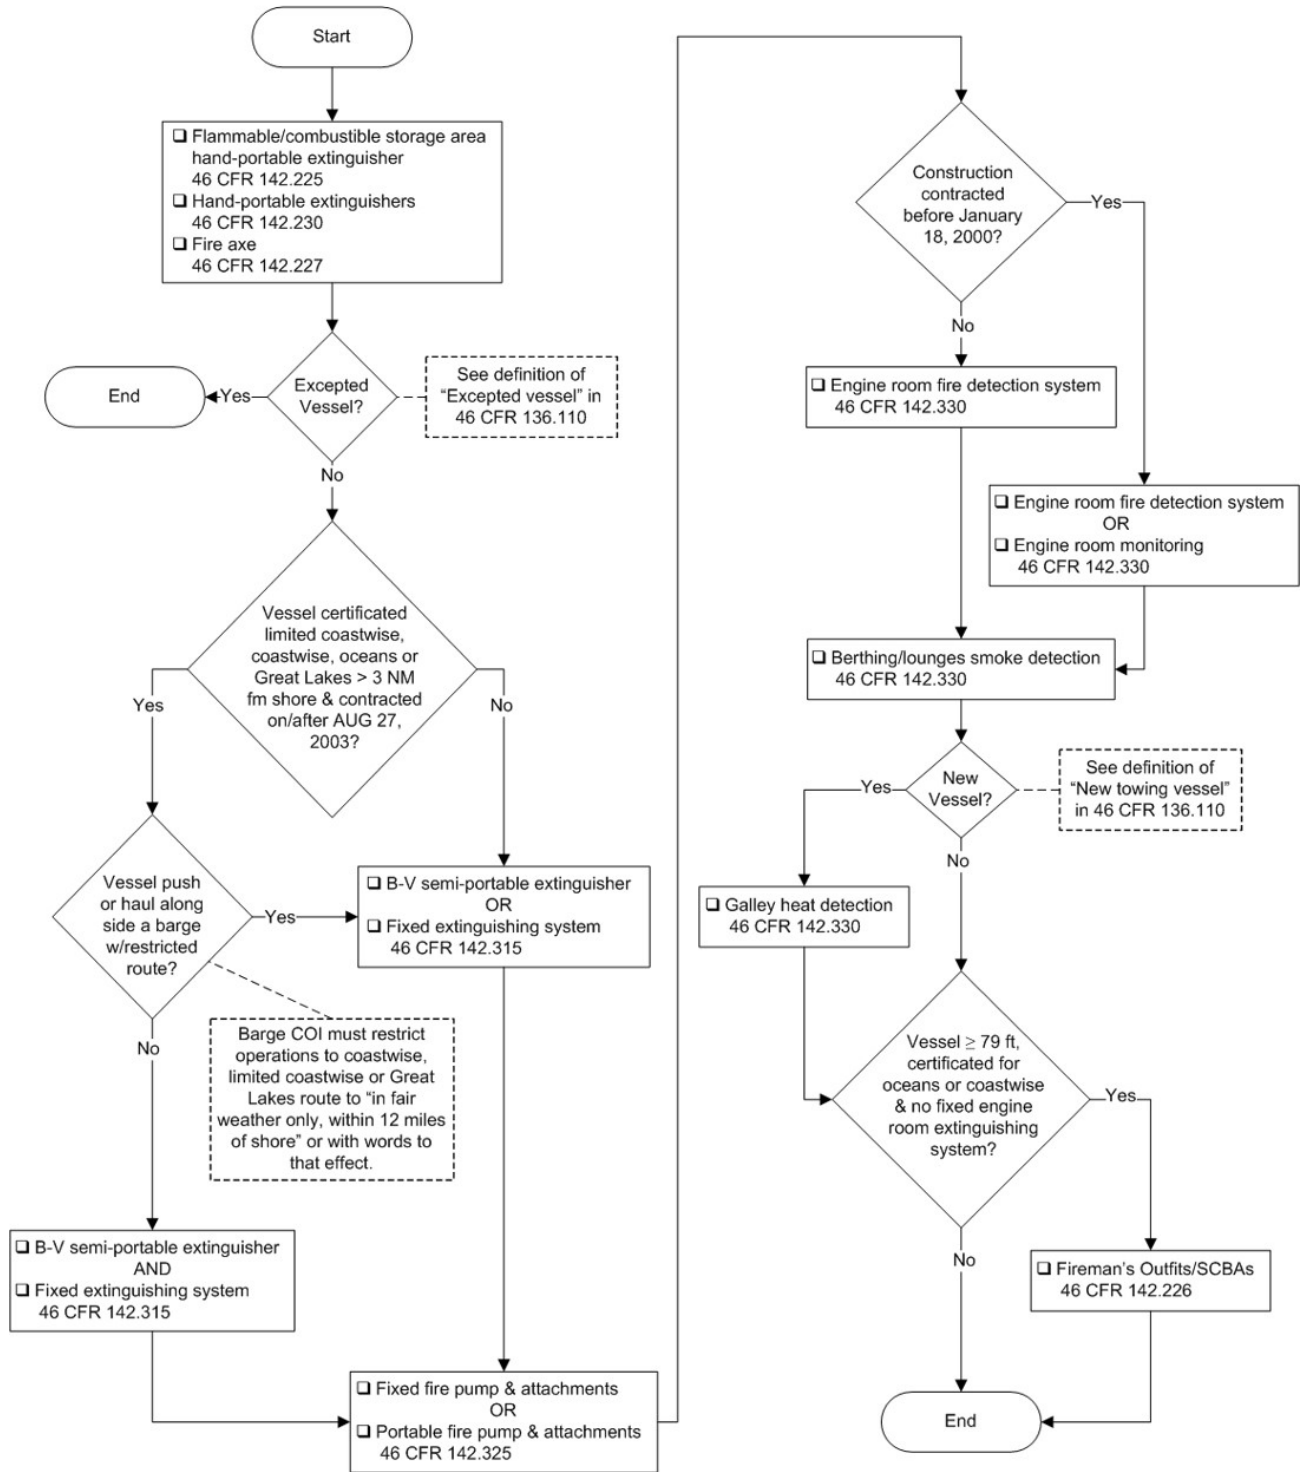 Start
❑ Flammable/combustible storage area
hand-portable extinguisher
46 CFR 142.225
❑ Hand-portable extinguishers
46 CFR 142.230
❑ Fire axe
46 CFR 142.227
Excepted
Vessel?
Yes
End
See definition of
“Excepted vessel” in
46 CFR 136.110
No
Vessel certificated
limited coastwise,
coastwise, oceans or
Great Lakes > 3 NM
fm shore & contracted
on/after AUG 27,
2003?
Yes
No
Vessel push
or haul along
side a barge
w/restricted
route?
Yes
❑ B-V semi-portable extinguisher
OR
❑ Fixed extinguishing system
46 CFR 142.315
Barge COI must restrict
operations to coastwise,
limited coastwise or Great
Lakes route to “in fair
weather only, within 12 miles
of shore” or with words to
that effect.
No
❑ B-V semi-portable extinguisher
AND
❑ Fixed extinguishing system
46 CFR 142.315
❑ Fixed fire pump & attachments
OR
❑ Portable fire pump & attachments
46 CFR 142.325
Construction
contracted
before January
18, 2000?
Yes
No
❑ Engine room fire detection system
46 CFR 142.330
❑ Engine room fire detection system
OR
❑ Engine room monitoring
46 CFR 142.330
❑ Berthing/lounges smoke detection
46 CFR 142.330
New
Vessel?
Yes
See definition of
“New towing vessel”
in 46 CFR 136.110
No
❑ Galley heat detection
46 CFR 142.330
Vessel ≥ 79 ft,
certificated for
oceans or coastwise
& no fixed engine
room extinguishing
system?
Yes
No
❑ Fireman’s Outfits/SCBAs
46 CFR 142.226
End